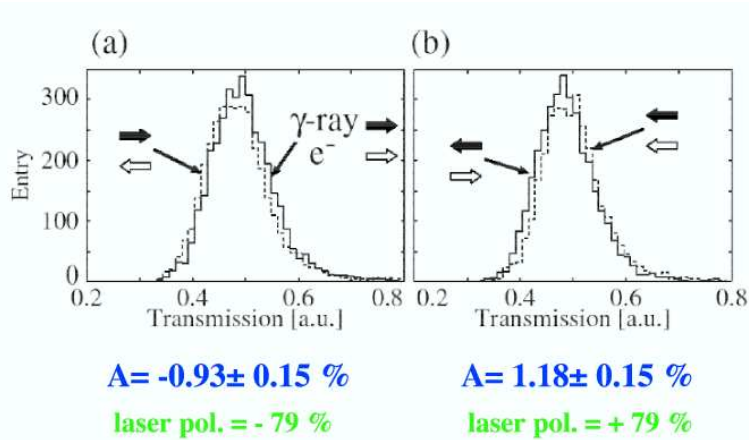 (a)
(b)
300
200
100
0
Entry
γ-ray
e⁻
0.2 0.4 0.6 0.8
Transmission [a.u.]
0.2 0.4 0.6 0.8
Transmission [a.u.]
A= -0.93± 0.15 %
laser pol. = - 79 %
A= 1.18± 0.15 %
laser pol. = + 79 %